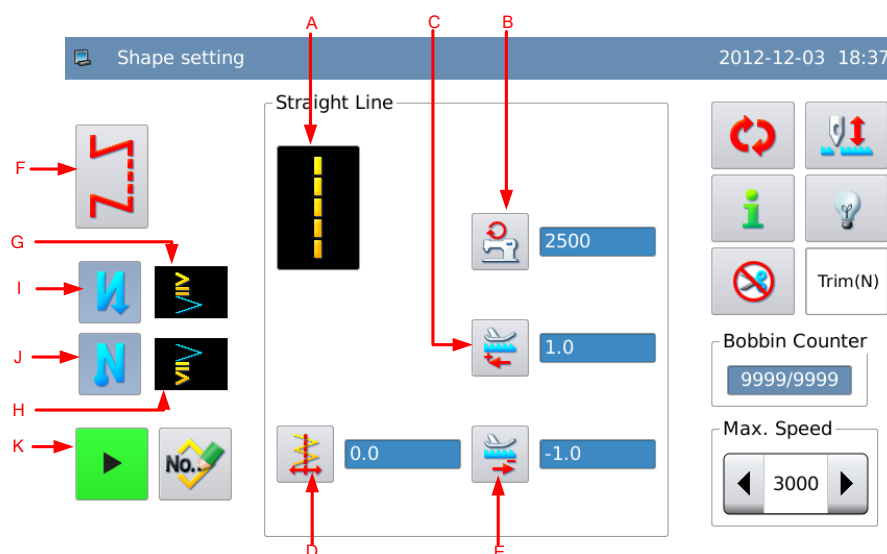 A
C
B
Shape setting
2012-12-03 18:37
Straight Line
F
G
2500
I
Trim(N)
C
1.0
J
Bobbin Counter
9999/9999
H
K
No..
0.0
-1.0
Max. Speed
3000
D
E